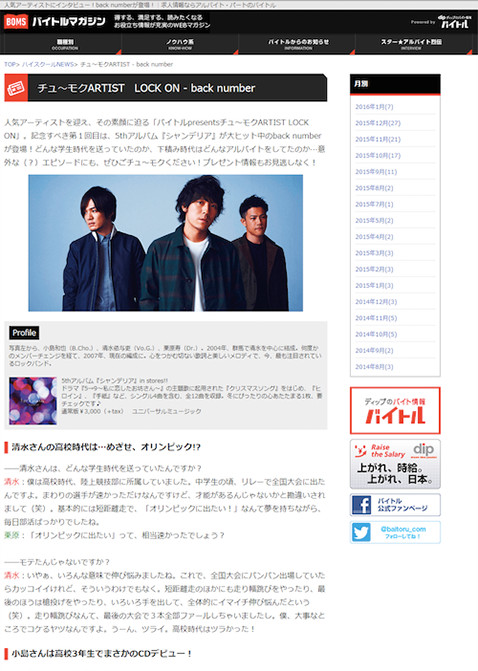 人気アーティストにインタビュー！back numberが登場！｜求人情報ならアルバイト・パートのバイトル
BOMS バイトルマガジン
得する、満足する、読みたくなる
お役立ち情報が充実のWEBマガジン
Powered by
dip
バイトル
職種別
OCCUPATION
ノウハウ系
KNOW-HOW
バイトルからのお知らせ
INFORMATION
スター★アルバイト烈伝
INTERVIEW
TOP> ハイスクールNEWS> チュ～モクARTIST - back number
チュ～モクARTIST LOCK ON - back number
人気アーティストを迎え、その素顔に迫る「バイトルpresentsチュ～モクARTIST LOCK
ON」。記念すべき第１回目は、5thアルバム『シャンデリア』が大ヒット中のback number
が登場！どんな学生時代を送っていたのか、下積み時代はどんなアルバイトをしてたのか…意
外な（？）エピソードにも、ぜひごチュ～モクください！プレゼント情報もお見逃しなく！
Profile
写真左から、小島和也（B.Cho.）、清水依与吏（Vo.G.）、栗原寿（Dr.）。2004年、群馬で清水を中心に結成。何度か
のメンバーチェンジを経て、2007年、現在の編成に。心をつかむ切ない歌詞と美しいメロディで、今、最も注目されてい
るロックバンド。
5thアルバム『シャンデリア』in stores!!
ドラマ『5→9～私に恋したお坊さん～』の主題歌に起用された『クリスマスソング』をはじめ、『ヒ
ロイン』、『手紙』など、シングル4曲を含む、全12曲を収録。冬にぴったりの心あたたまる1枚、要
チェックです♪
通常盤￥3,000（＋tax） ユニバーサルミュージック
清水さんの高校時代は…めざせ、オリンピック!?
――清水さんは、どんな学生時代を送っていたんですか？
清水：僕は高校時代、陸上競技部に所属していました。中学生の頃、リレーで全国大会に出た
んですよ。まわりの選手が速かっただけなんですけど、才能があるんじゃないかと勘違いされ
まして（笑）。基本的には短距離走で、「オリンピックに出たい！」なんて夢を持ちながら、
毎日部活ばっかりでしたね。
栗原：「オリンピックに出たい」って、相当速かったでしょう？
――モテたんじゃないですか？
清水：いやぁ、いろんな意味で伸び悩みましたね。これで、全国大会にバンバン出場していた
らカッコイイけれど、そういうわけでもなく。短距離走のほかにも走り幅跳びをやったり、最
後のほうは槍投げをやったり、いろいろ手を出して、全体的にイマイチ伸び悩んだという
（笑）。走り幅跳びなんて、最後の大会で３本全部ファールしちゃいましたし。僕、大事なと
ころでコケるヤツなんですよ。うーん、ツライ。高校時代はツラかった！
小島さんは高校3年生でまさかのCDデビュー！
月別
2016年1月(7)
2015年12月(27)
2015年11月(21)
2015年10月(17)
2015年9月(11)
2015年8月(2)
2015年7月(1)
2015年5月(2)
2015年4月(2)
2015年3月(3)
2015年2月(3)
2015年1月(3)
2014年12月(3)
2014年11月(5)
2014年10月(5)
2014年9月(2)
2014年8月(3)
ディップのバイト情報
バイトル
Raise
the Salary
dip
上がれ、時給。
上がれ、日本。
バイトル
公式ファンページ
@baitoru_com
フォローしてね！